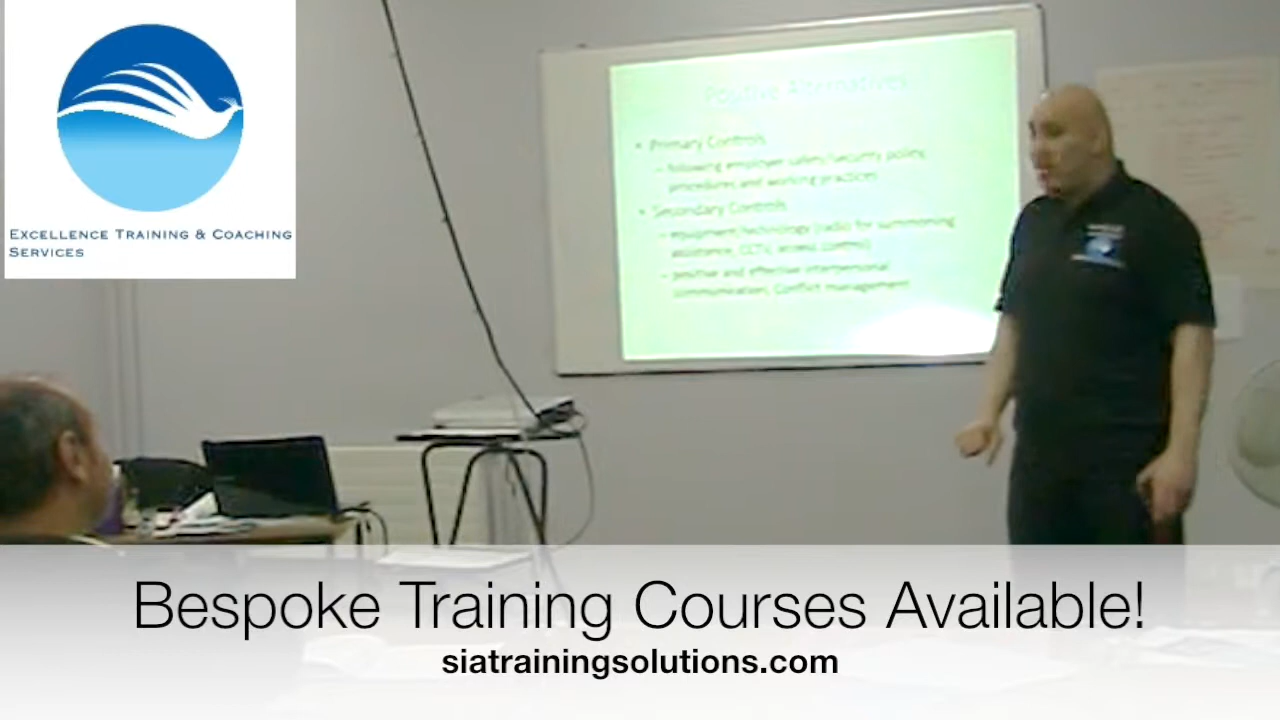 EXCELLENCE TRAINING & COACHING
SERVICES
Positive Alternatives
• Primary Controls
– following employer safety/security policy,
procedures and working practices
• Secondary Controls
– equipment/technology (radio for summoning
assistance, CCTV, access control)
– positive and effective interpersonal
communication, Conflict management
Bespoke Training Courses Available!
siatrainingsolutions.com